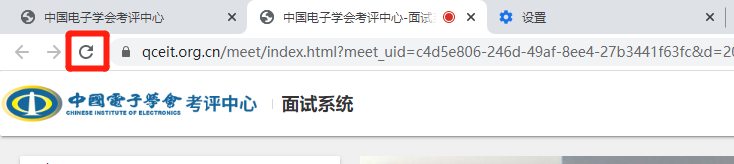 中国电子学会考评中心
中国电子学会考评中心-面试
设置
qceit.org.cn/meet/index.html?meet_uid=c4d5e806-246d-49af-8ee4-27b3441f63fc&d=20
中國電子學會 考评中心 面试系统
CHINESE INSTITUTE OF ELECTRONICS